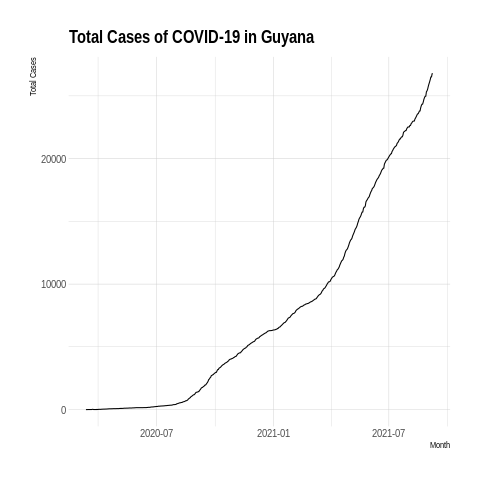 Total Cases of COVID-19 in Guyana
Total Cases
20000
10000
0
2020-07
2021-01
2021-07
Month